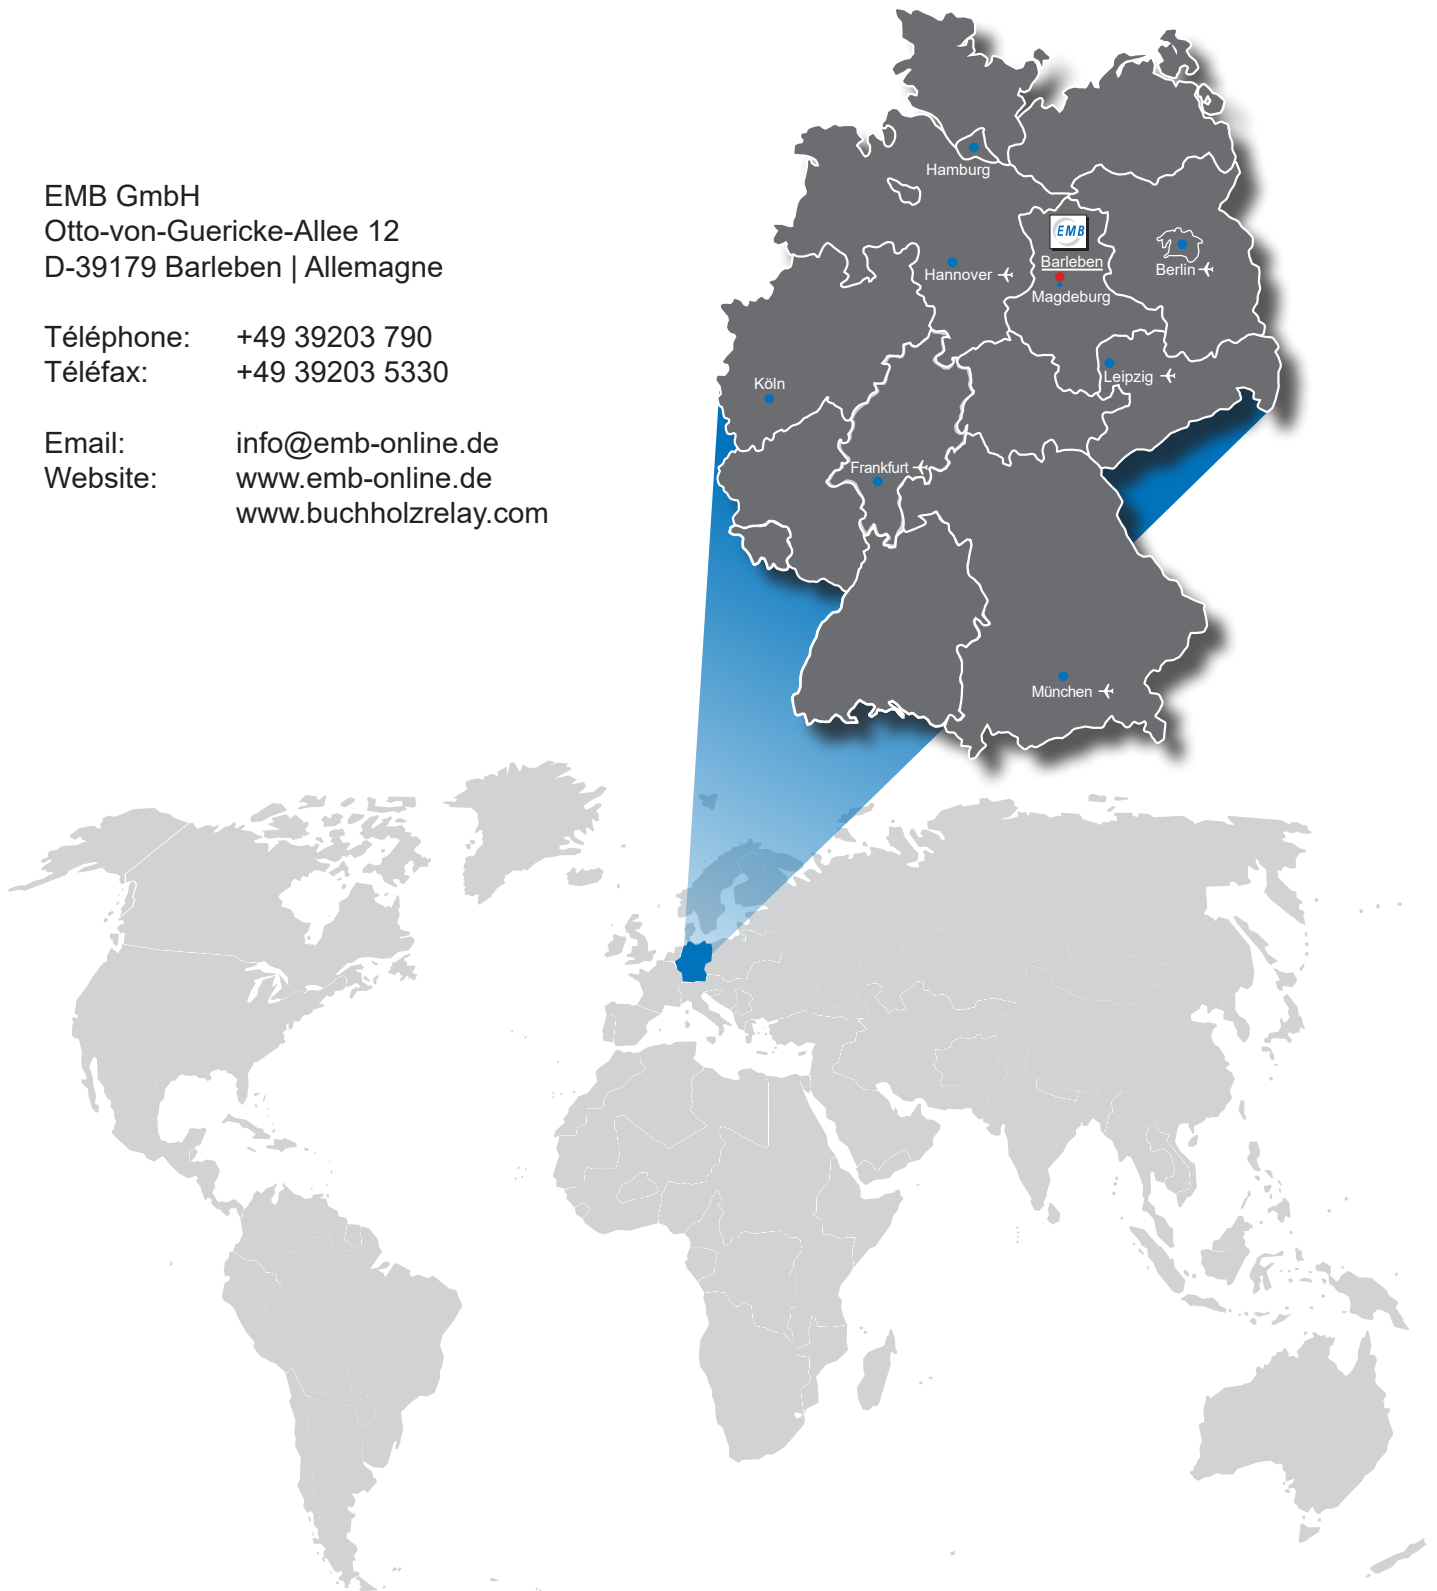 EMB GmbH
Otto-von-Guericke-Allee 12
D-39179 Barleben | Allemagne
Téléphone: +49 39203 790
Téléfax: +49 39203 5330
Email: info@emb-online.de
Website: www.emb-online.de
www.buchholzrelay.com
Hamburg
EMB
Barleben
Berlin
Hannover
Magdeburg
Leipzig
Köln
Frankfurt
München